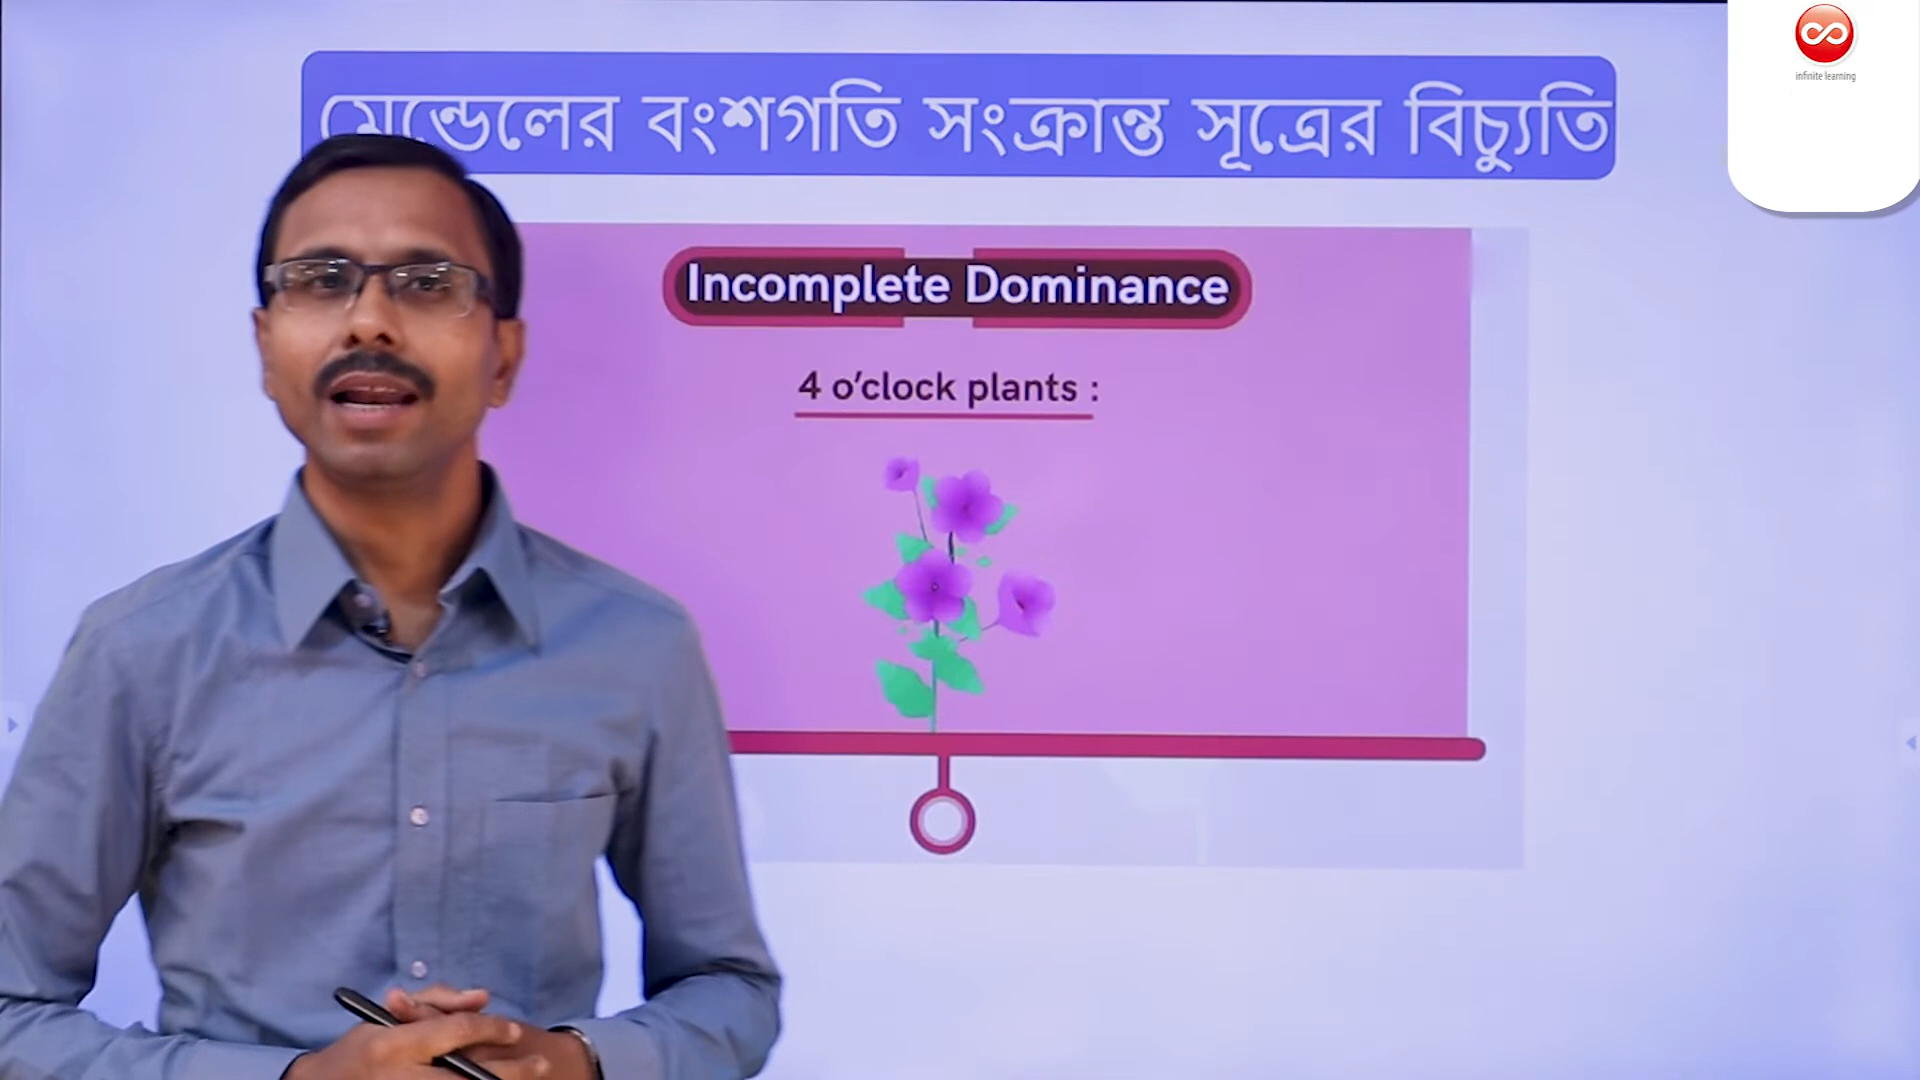 মেন্ডেলের বংশগতি সংক্রান্ত সূত্রের বিচ্যুতি
Incomplete Dominance
4 o’clock plants :
infinite learning